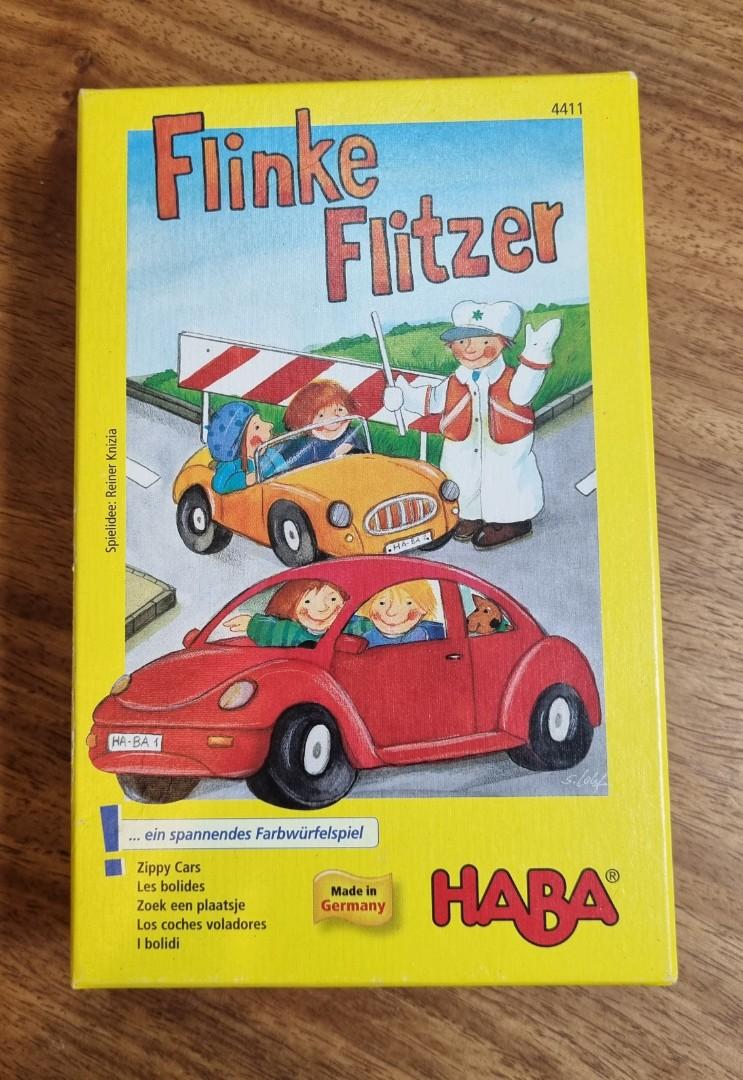 4411
Flinke
Flitzer
Spielidee: Reiner Knizia
HA-BA 2
HA-BA 1
... ein spannendes Farbwürfelspiel
Zippy Cars
Les bolides
Zoek een plaatsje
Los coches voladores
I bolidi
Made in
Germany
HABA®